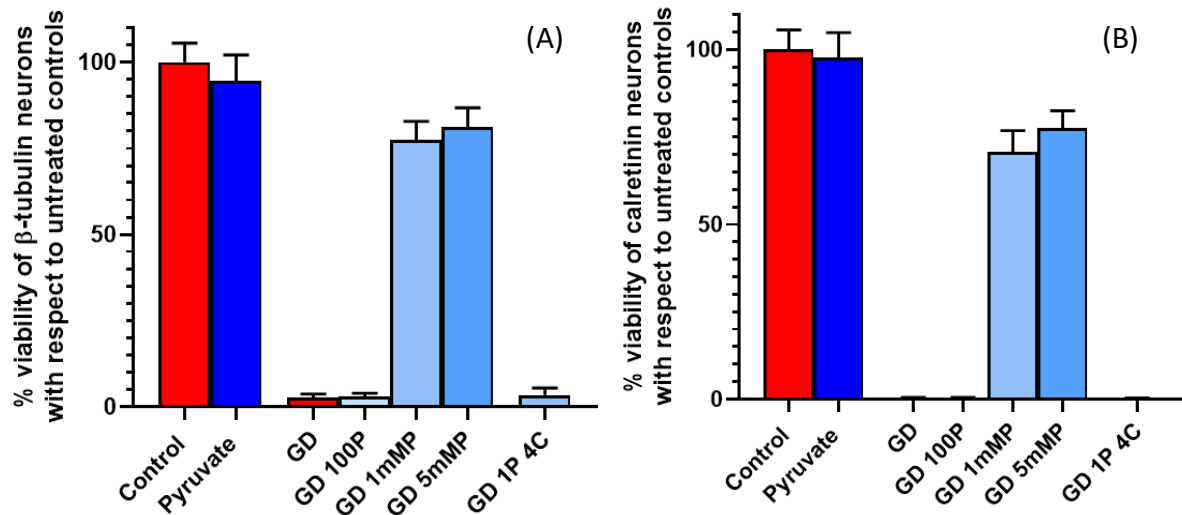 % viability of β-tubulin neurons
with respect to untreated controls
(A)
100
50
0
Control
Pyruvate
GD
GD 100P
GD 1mMP
GD 5mMP
GD 1P 4C
% viability of calretinin neurons
with respect to untreated controls
(B)
100
50
0
Control
Pyruvate
GD
GD 100P
GD 1mMP
GD 5mMP
GD 1P 4C